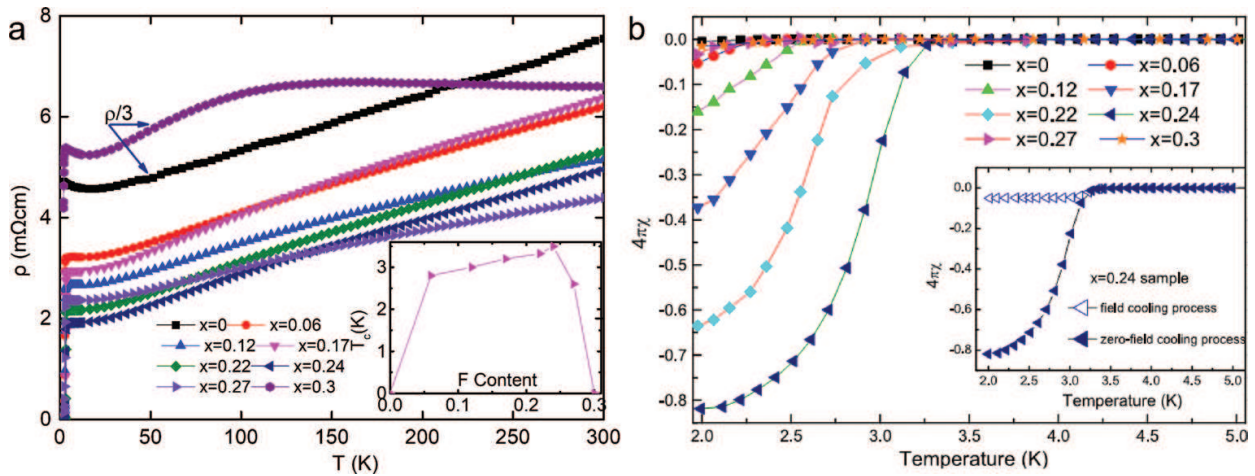 a
ρ (mΩcm)
8
6
4
2
0
ρ/3
x=0 x=0.06
x=0.12 x=0.17
x=0.22 x=0.24
x=0.27 x=0.3
0 50 100 150 200 250 300
T (K)
Tc(K)
3
2
1
0
F Content
0.0 0.1 0.2 0.3
b
4πχ
0.0
-0.1
-0.2
-0.3
-0.4
-0.5
-0.6
-0.7
-0.8
x=0 x=0.06
x=0.12 x=0.17
x=0.22 x=0.24
x=0.27 x=0.3
2.0 2.5 3.0 3.5 4.0 4.5 5.0
Temperature (K)
4πχ
0.0
-0.2
-0.4
-0.6
-0.8
x=0.24 sample
field cooling process
zero-field cooling process
2.0 2.5 3.0 3.5 4.0 4.5 5.0
Temperature (K)